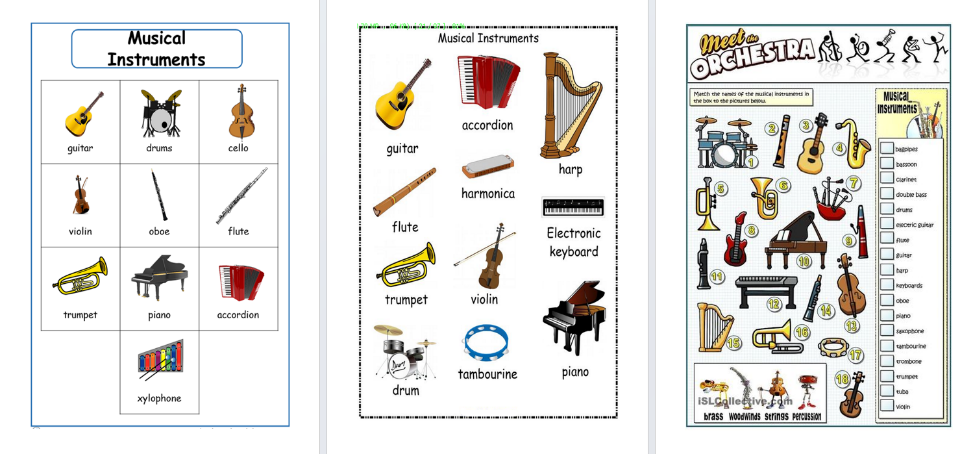 Musical
Instruments
guitar
drums
cello
violin
oboe
flute
trumpet
piano
accordion
xylophone
Musical Instruments
guitar
accordion
harp
flute
harmonica
Electronic
keyboard
trumpet
violin
piano
drum
tambourine
Meet the
ORCHESTRA
Match the names of the musical instruments in
the box to the pictures below.
Musical
Instruments
1
2
3
4
5
6
7
8
9
10
11
12
13
14
15
16
17
18
bagpipes
bassoon
clarinet
double bass
drums
electric guitar
flute
guitar
harp
keyboards
oboe
piano
saxophone
tambourine
trombone
trumpet
tuba
violin
iSLCollective.com
brass woodwinds strings percussion